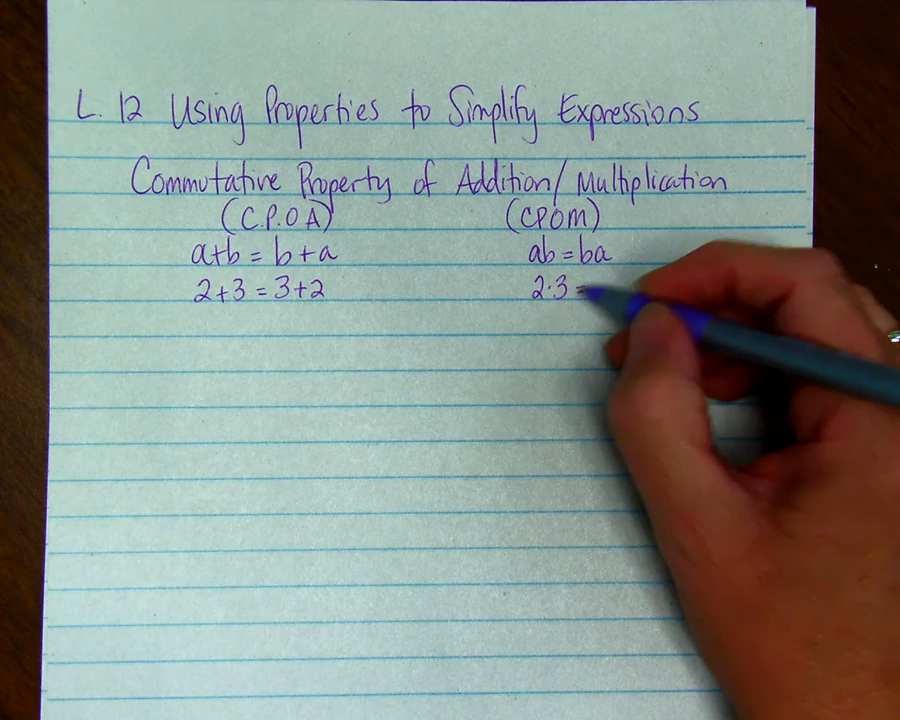 L. 12 Using Properties to Simplify Expressions
Commutative Property of Addition/Multiplication
(C.P.O A) (CPOM)
a+b = b+a ab = ba
2+3 = 3+2 2·3 =